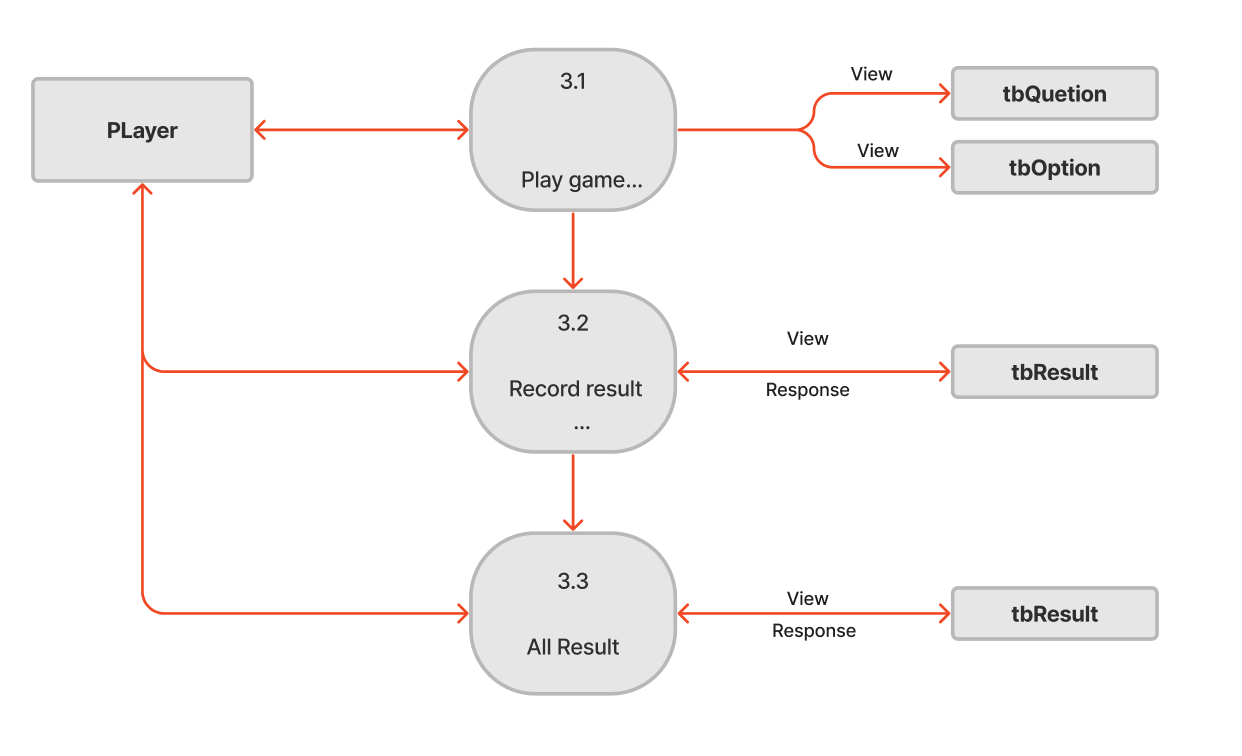 3.1
View
tbQuetion
PLayer
View
tbOption
Play game...
3.2
View
Record result
...
Response
tbResult
3.3
View
tbResult
Response
All Result